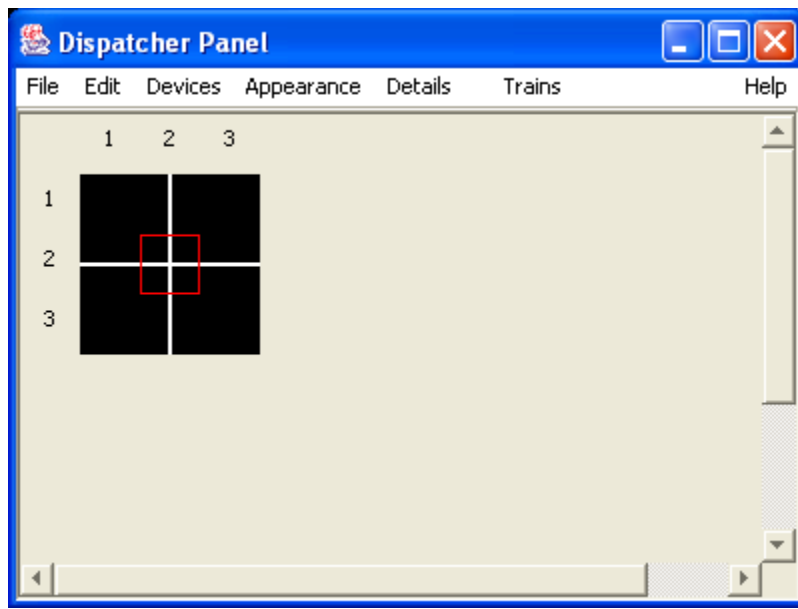 Dispatcher Panel
File Edit Devices Appearance Details Trains Help
1 2 3
1
2
3